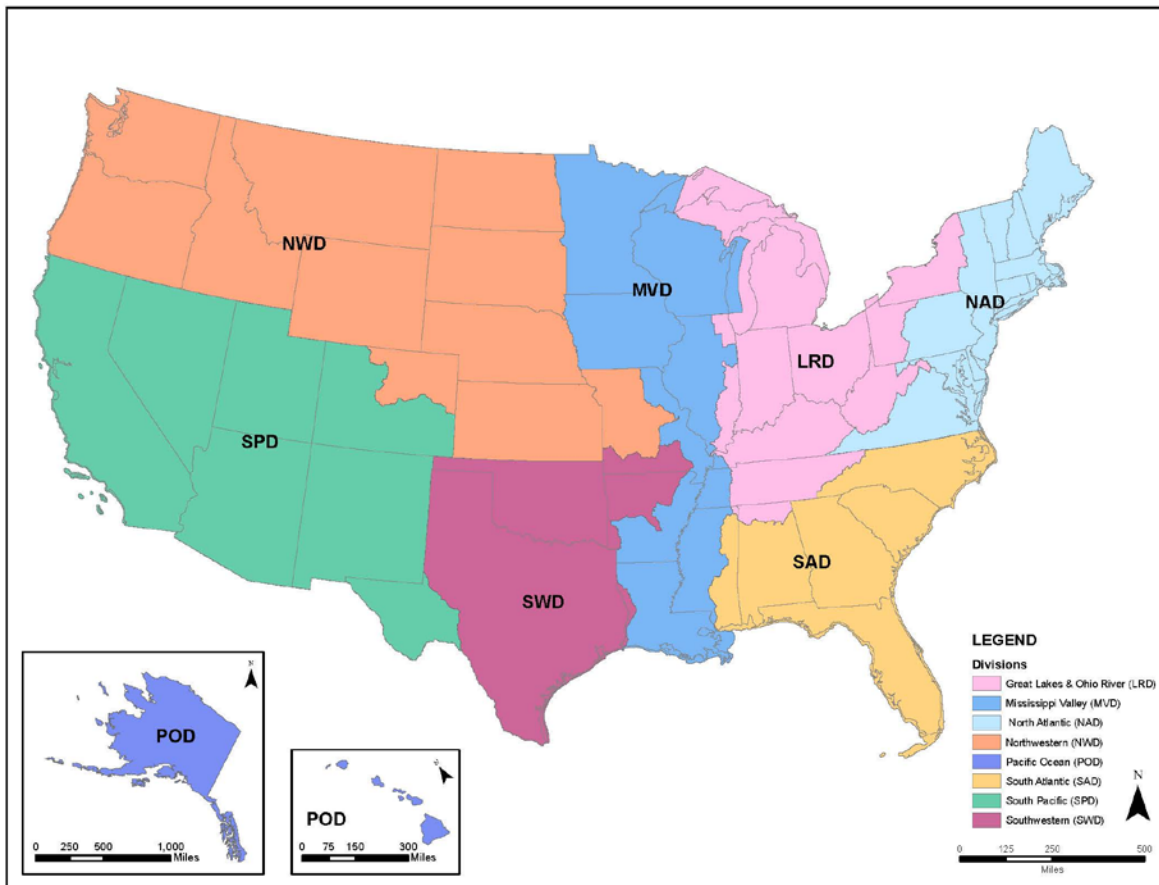 NWD
MVD
NAD
LRD
SPD
SAD
SWD
N
POD
0 250 500 1,000
Miles
N
POD
0 75 150 300
Miles
LEGEND
Divisions
Great Lakes & Ohio River (LRD)
Mississippi Valley (MVD)
North Atlantic (NAD)
Northwestern (NWD)
Pacific Ocean (POD)
South Atlantic (SAD)
South Pacific (SPD)
Southwestern (SWD)
N
0 125 250 500
Miles